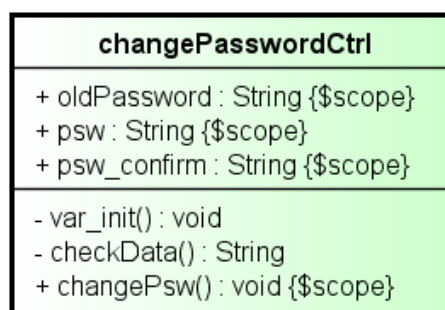 changePasswordCtrl
+ oldPassword : String {$scope}
+ psw : String {$scope}
+ psw_confirm : String {$scope}
- var_init() : void
- checkData() : String
+ changePsw() : void {$scope}